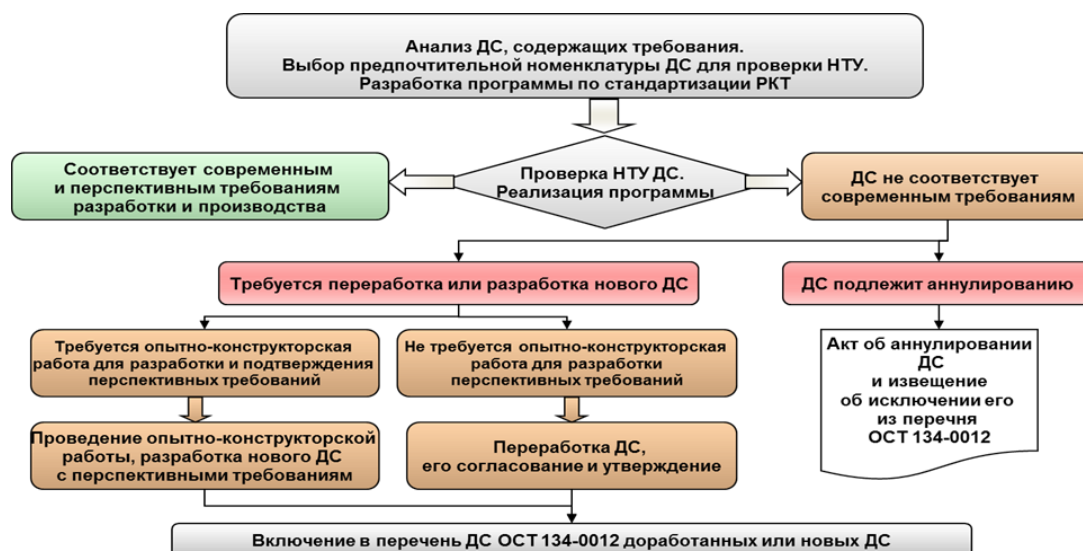 Анализ ДС, содержащих требования.
Выбор предпочтительной номенклатуры ДС для проверки НТУ.
Разработка программы по стандартизации РКТ
Соответствует современным
и перспективным требованиям
разработки и производства
Проверка НТУ ДС.
Реализация программы
ДС не соответствует
современным требованиям
Требуется переработка или разработка нового ДС
ДС подлежит аннулированию
Требуется опытно-конструкторская
работа для разработки и подтверждения
перспективных требований
Не требуется опытно-конструкторская
работа для разработки
перспективных требований
Акт об аннулировании
ДС
и извещение
об исключении его
из перечня
ОСТ 134-0012
Проведение опытно-конструкторской
работы, разработка нового ДС
с перспективными требованиям
Переработка ДС,
его согласование и утверждение
Включение в перечень ДС ОСТ 134-0012 доработанных или новых ДС